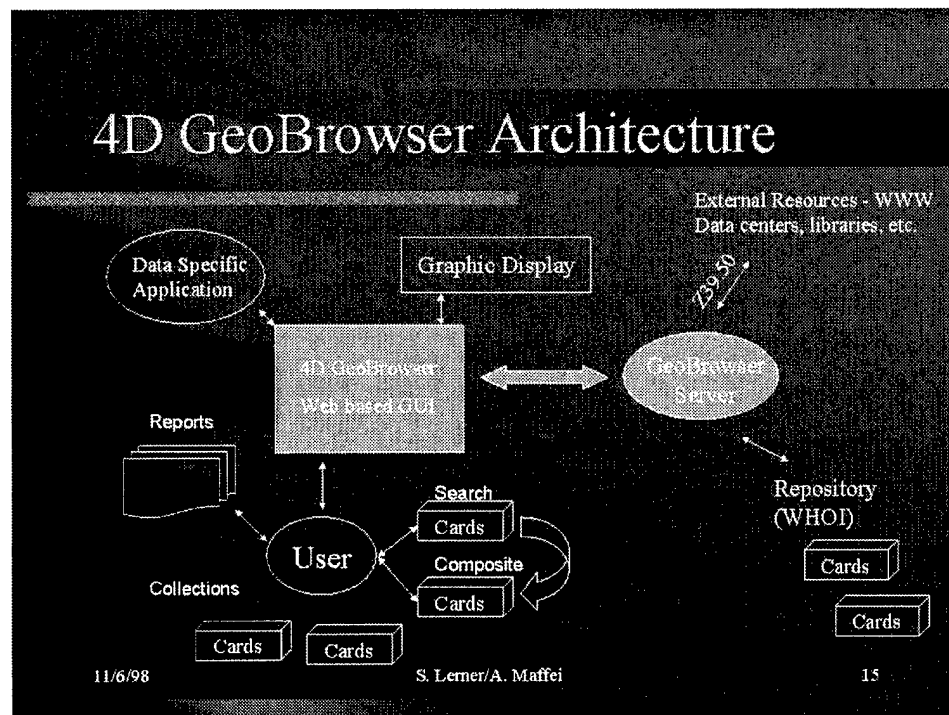 4D GeoBrowser Architecture
External Resources - WWW
Data centers, libraries, etc.
Data Specific
Application
Graphic Display
Z39.50
4D GeoBrowser
Web based GUI
GeoBrowser
Server
Reports
Search
Cards
Repository
(WHOI)
User
Composite
Cards
Cards
Collections
Cards
Cards
Cards
11/6/98
S. Lerner/A. Maffei
15